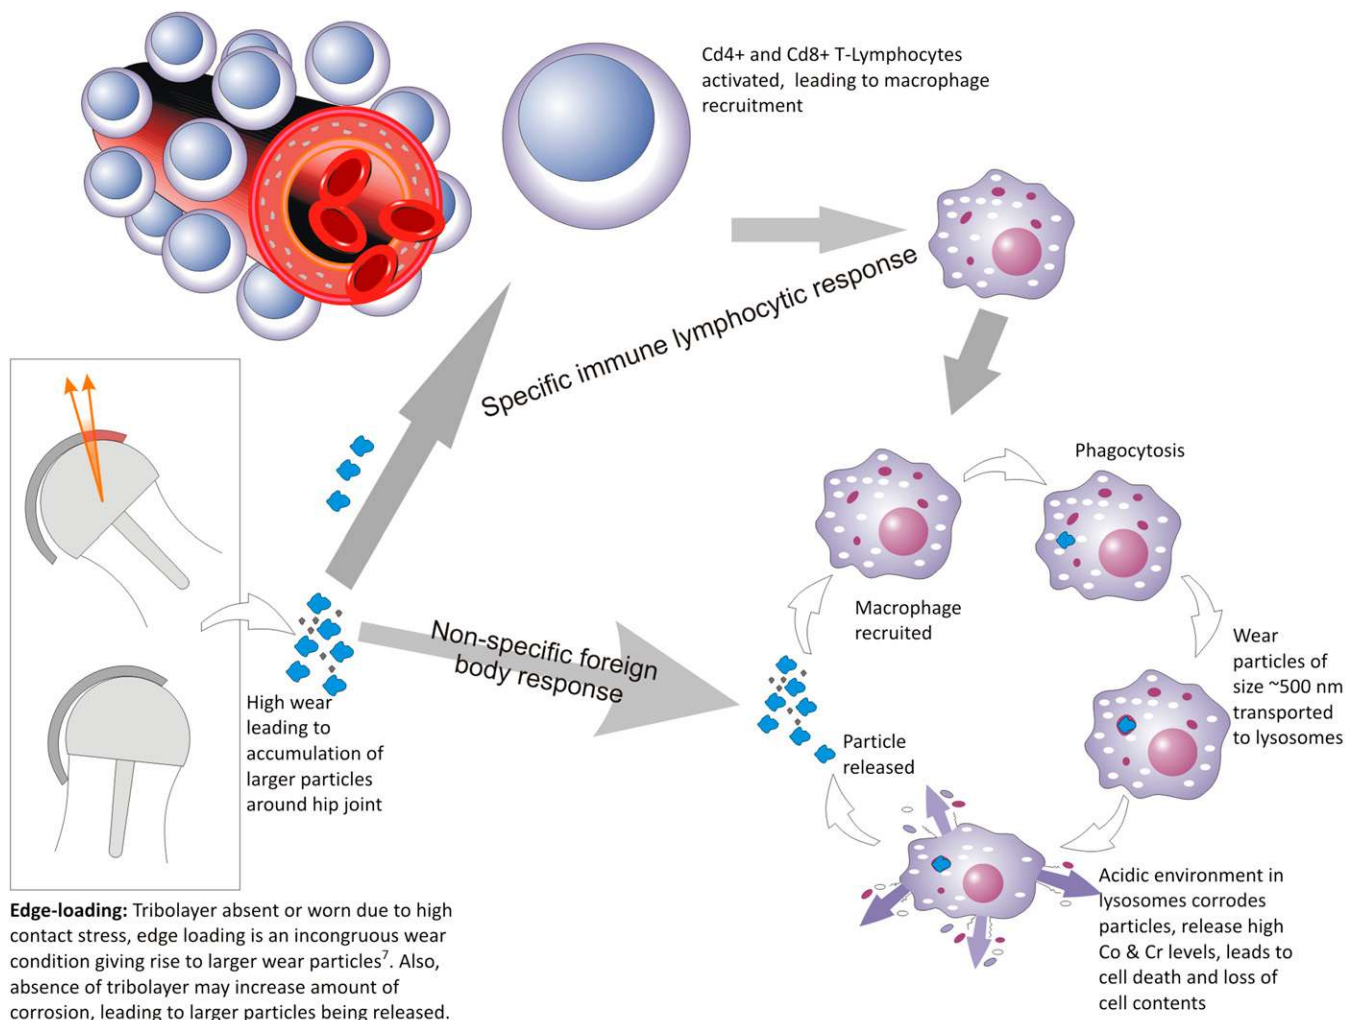 Cd4+ and Cd8+ T-Lymphocytes
activated, leading to macrophage
recruitment
Specific immune lymphocytic response
Phagocytosis
Macrophage
recruited
Non-specific foreign
body response
Wear
particles of
size ~500 nm
transported
to lysosomes
High wear
leading to
accumulation of
larger particles
around hip joint
Particle
released
Acidic environment in
lysosomes corrodes
particles, release high
Co & Cr levels, leads to
cell death and loss of
cell contents
Edge-loading: Tribolayer absent or worn due to high
contact stress, edge loading is an incongruous wear
condition giving rise to larger wear particles⁷. Also,
absence of tribolayer may increase amount of
corrosion, leading to larger particles being released.